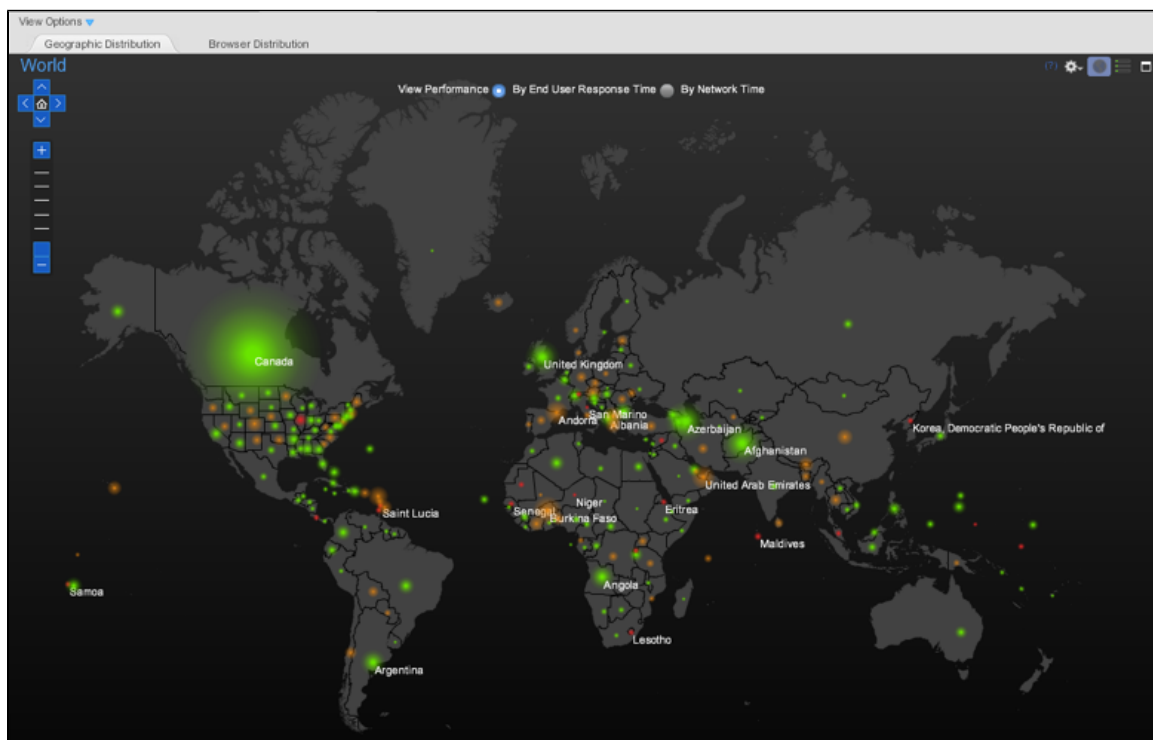 View Options
Geographic Distribution
Browser Distribution
World
(?)
View Performance
By End User Response Time
By Network Time
Canada
United Kingdom
San Marino
Andorra
Albania
Azerbaijan
Korea, Democratic People's Republic of
Afghanistan
United Arab Emirates
Niger
Saint Lucia
Senegal
Burkina Faso
Eritrea
Maldives
Angola
Samoa
Lesotho
Argentina